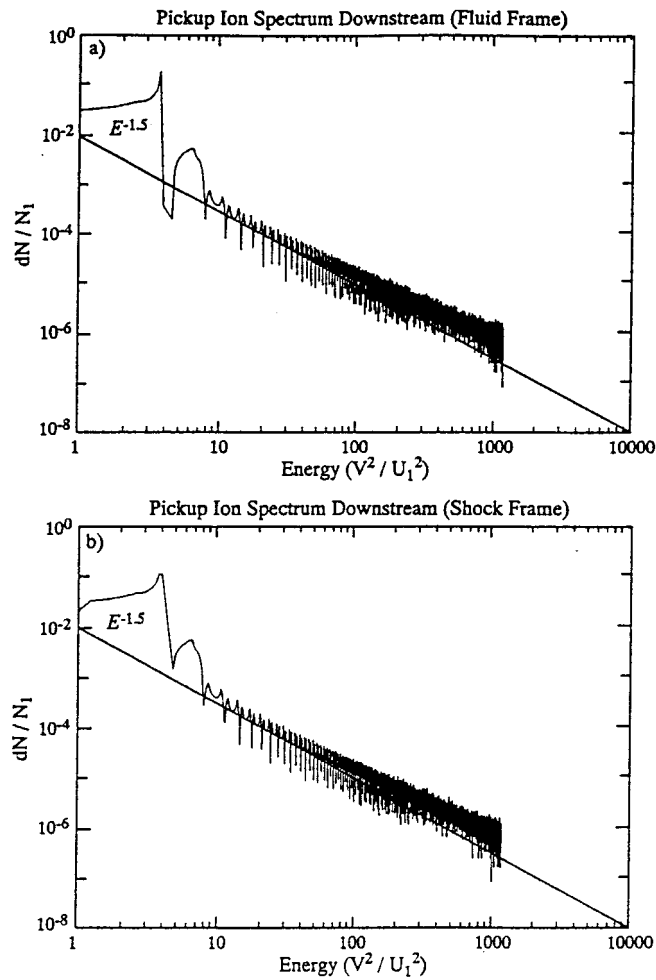 Pickup Ion Spectrum Downstream (Fluid Frame)
a)
10^0
10^-2
10^-4
10^-6
10^-8
E^-1.5
dN / N_1
1 10 100 1000 10000
Energy (V^2 / U_1^2)
Pickup Ion Spectrum Downstream (Shock Frame)
b)
10^0
10^-2
10^-4
10^-6
10^-8
E^-1.5
dN / N_1
1 10 100 1000 10000
Energy (V^2 / U_1^2)